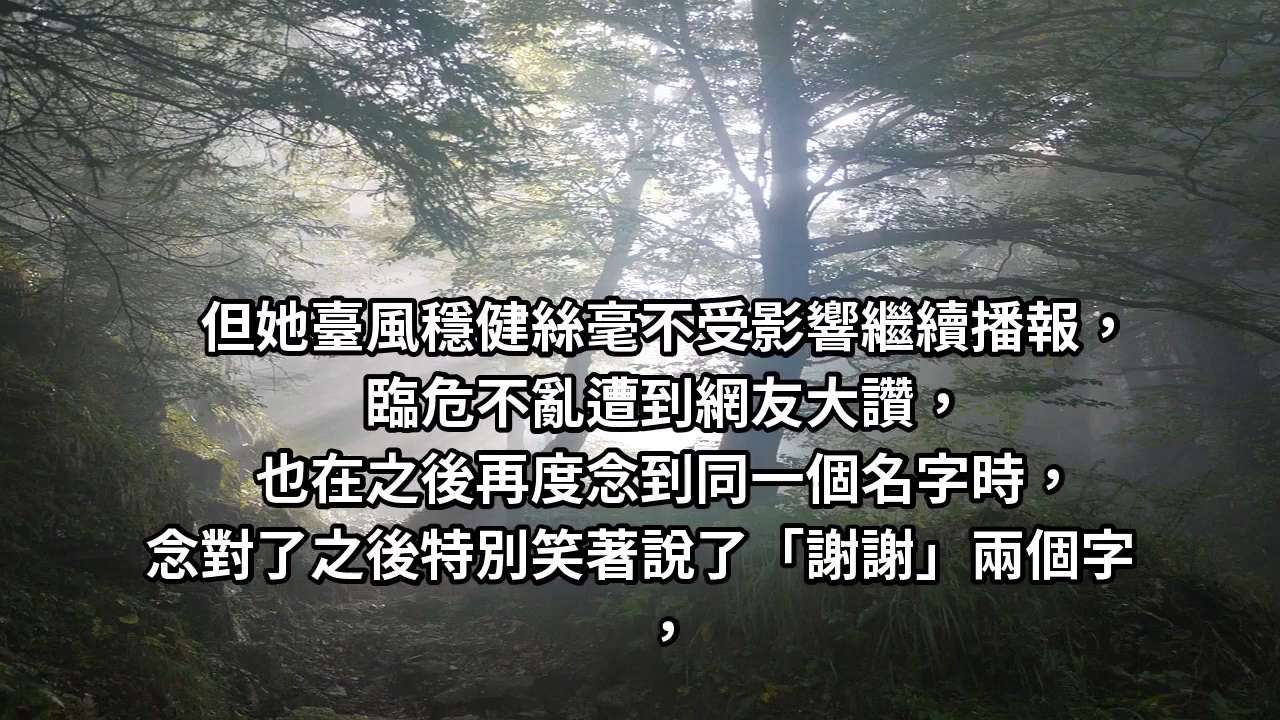 但她臺風穩健絲毫不受影響繼續播報，
臨危不亂遭到網友大讚，
也在之後再度念到同一個名字時，
念對了之後特別笑著說了「謝謝」兩個字
，